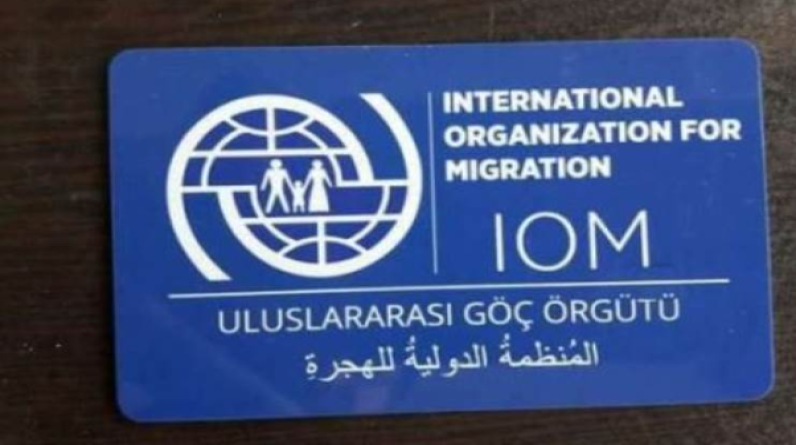 INTERNATIONAL
ORGANIZATION FOR
MIGRATION
IOM
ULUSLARARASI GÖÇ ÖRGÜTÜ
المُنظمةُ الدوليةُ للهجرةِ